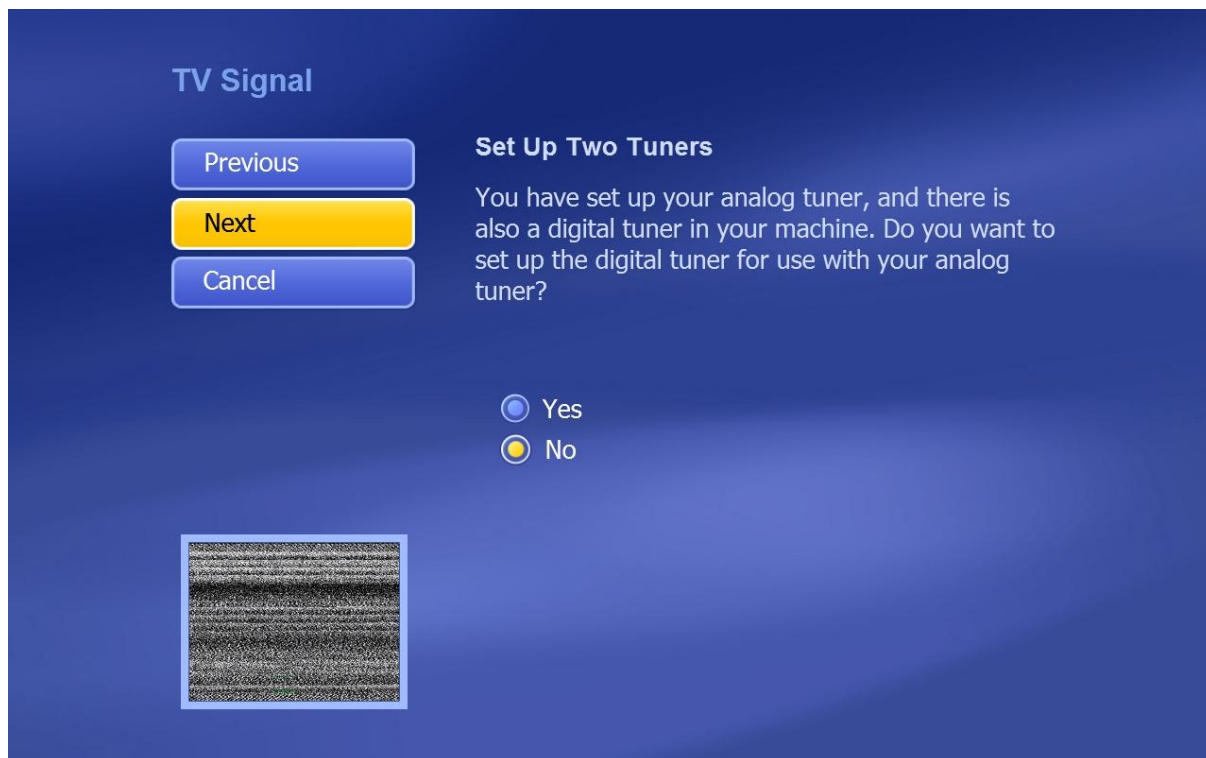 TV Signal
Previous
Next
Cancel
Set Up Two Tuners
You have set up your analog tuner, and there is
also a digital tuner in your machine. Do you want to
set up the digital tuner for use with your analog
tuner?
Yes
No